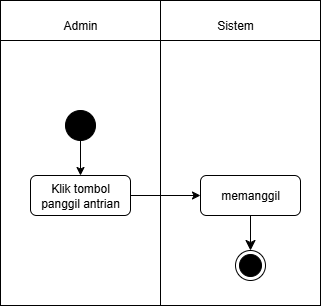 Admin
Sistem
Klik tombol
panggil antrian
memanggil